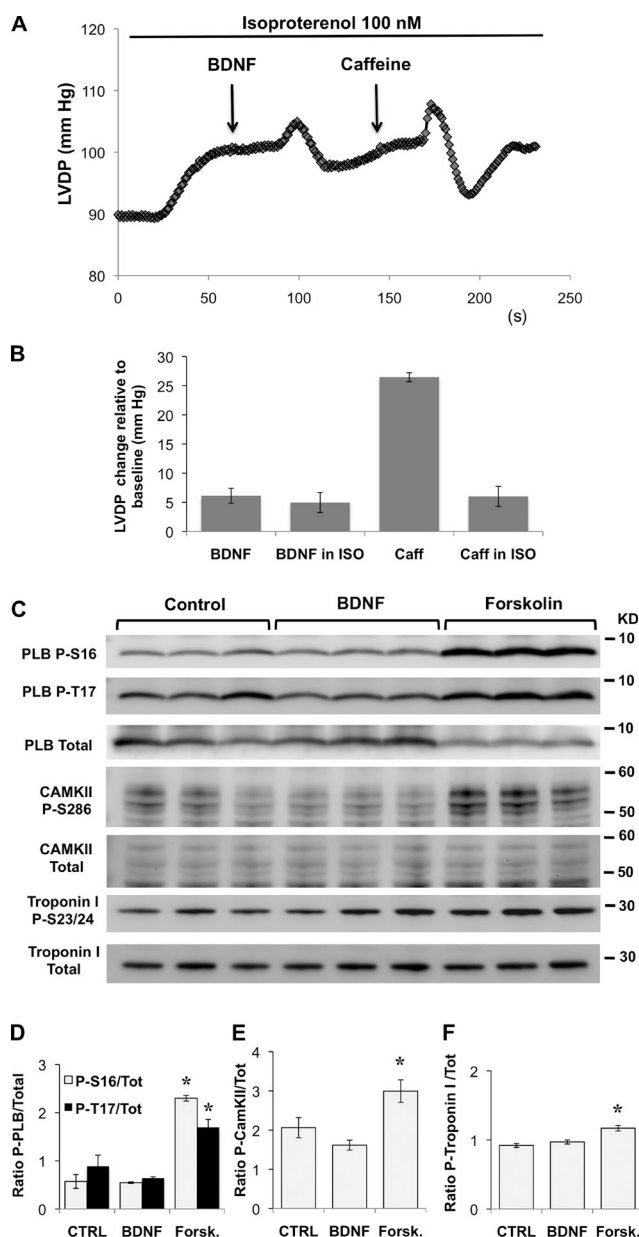 A
Isoproterenol 100 nM
120
BDNF
Caffeine
LVDP (mm Hg)
110
100
90
80
0
50
100
150
200
250
(s)
B
LVDP change relative to
baseline (mm Hg)
30
25
20
15
10
5
0
BDNF
BDNF in ISO
Caff
Caff in ISO
C
Control
BDNF
Forskolin
KD
PLB P-S16
10
PLB P-T17
10
PLB Total
10
CAMKII
P-S286
60
50
CAMKII
Total
60
50
Troponin I
P-S23/24
30
Troponin I
Total
30
D
Ratio P-PLB/Total
3
2
1
0
P-S16/Tot
P-T17/Tot
*
*
CTRL
BDNF
Forsk.
E
Ratio P-CamKII/Tot
4
3
2
1
0
*
CTRL
BDNF
Forsk.
F
Ratio P-Troponin I /Tot
2
1
0
*
CTRL
BDNF
Forsk.